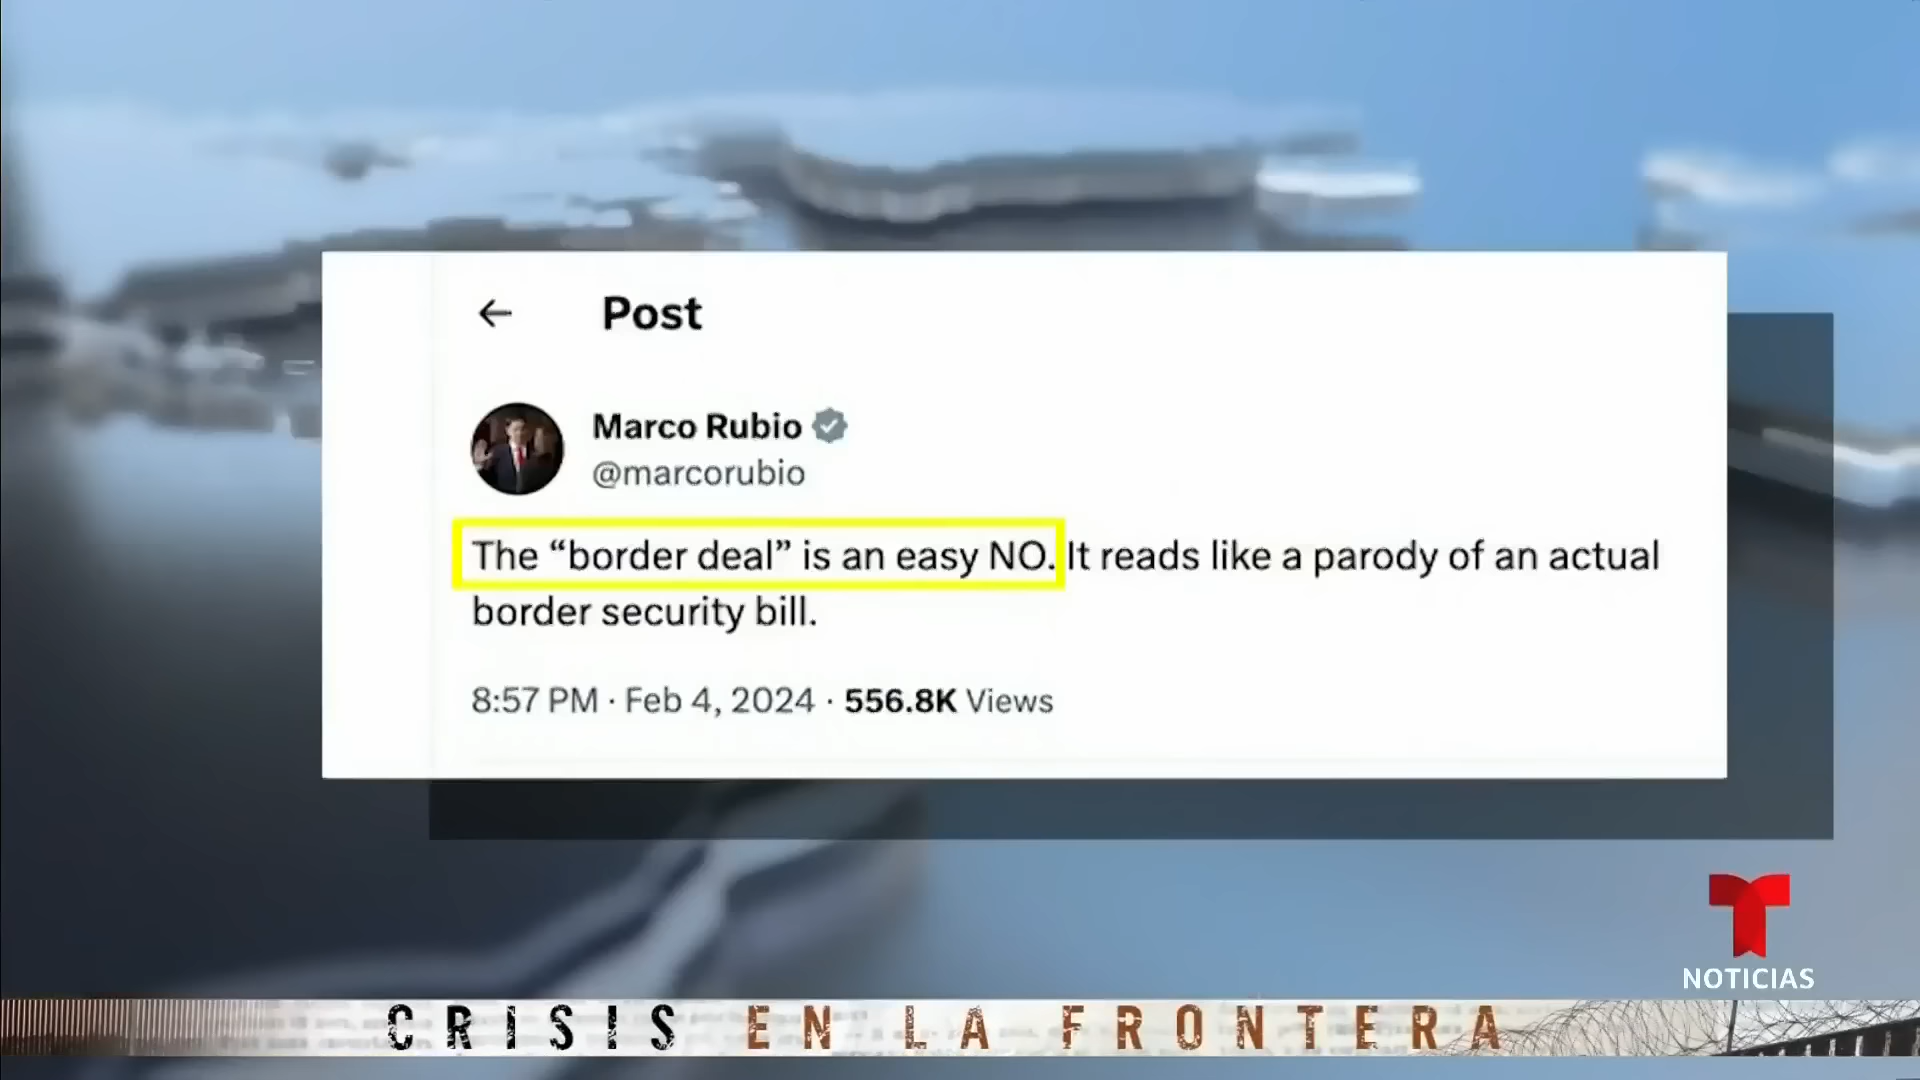 Post
Marco Rubio
@marcorubio
The “border deal” is an easy NO. It reads like a parody of an actual
border security bill.
8:57 PM · Feb 4, 2024 · 556.8K Views
NOTICIAS
CRISIS EN LA FRONTERA